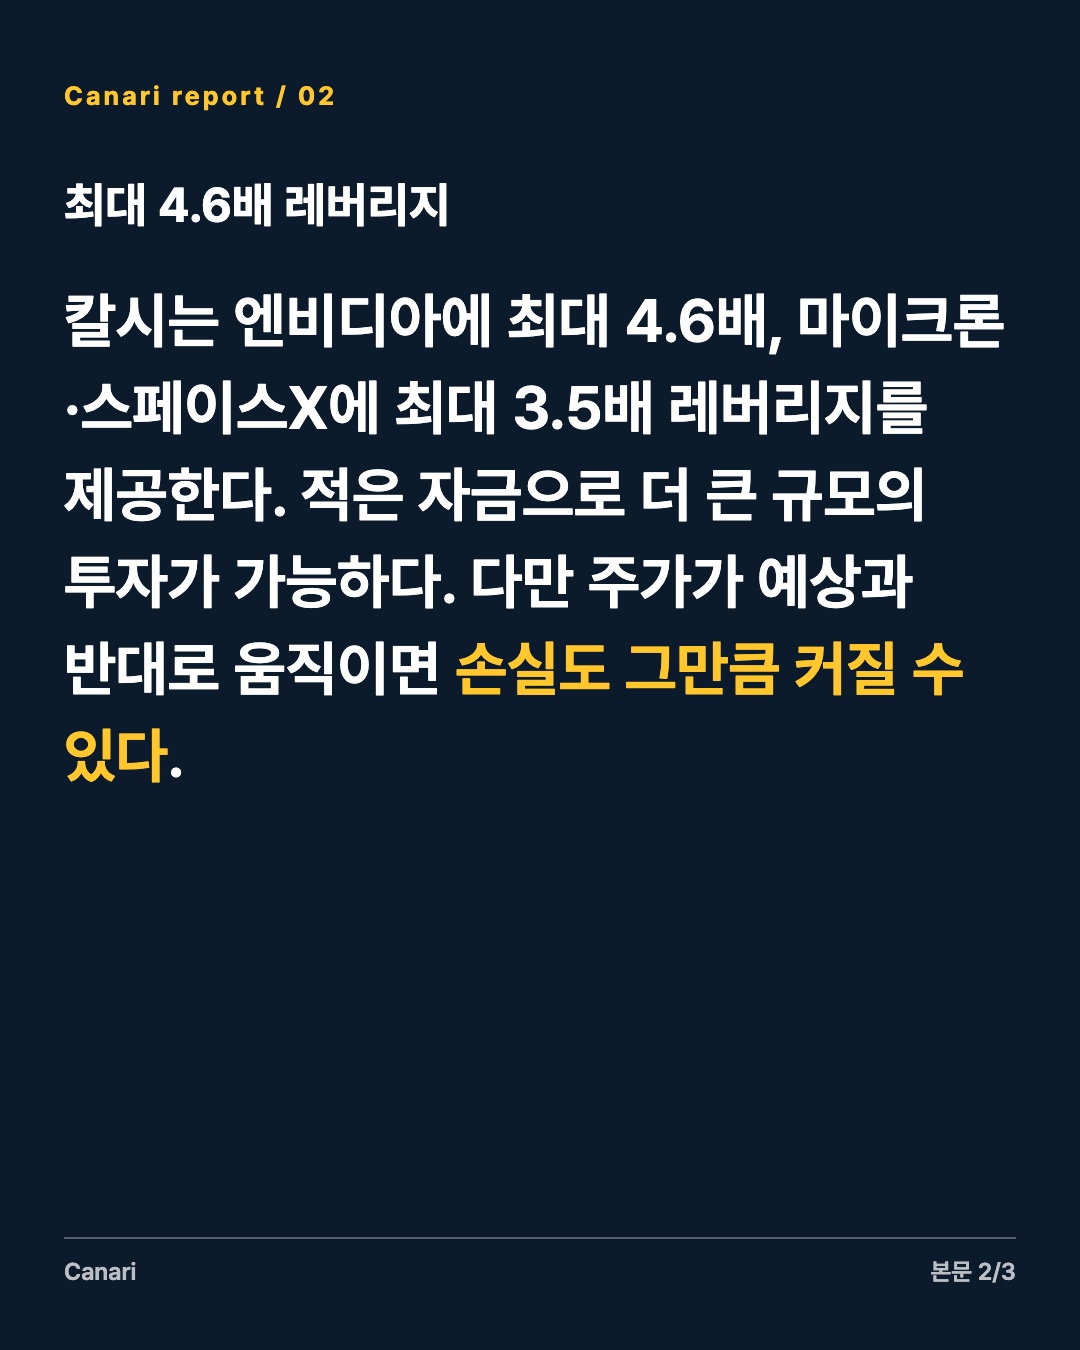 Canari report / 02
최대 4.6배 레버리지
칼시는 엔비디아에 최대 4.6배, 마이크론
·스페이스X에 최대 3.5배 레버리지를
제공한다. 적은 자금으로 더 큰 규모의
투자가 가능하다. 다만 주가가 예상과
반대로 움직이면 손실도 그만큼 커질 수
있다.
Canari
본문 2/3